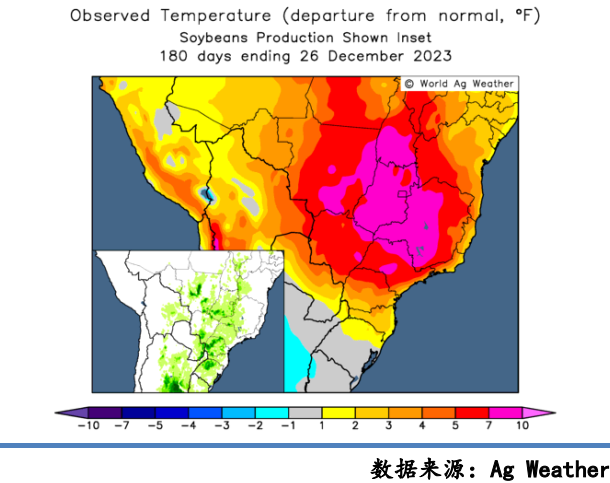 Observed Temperature (departure from normal, °F)
Soybeans Production Shown Inset
180 days ending 26 December 2023
© World Ag Weather
-10 -7 -5 -4 -3 -2 -1 1 2 3 4 5 7 10
数据来源: Ag Weather